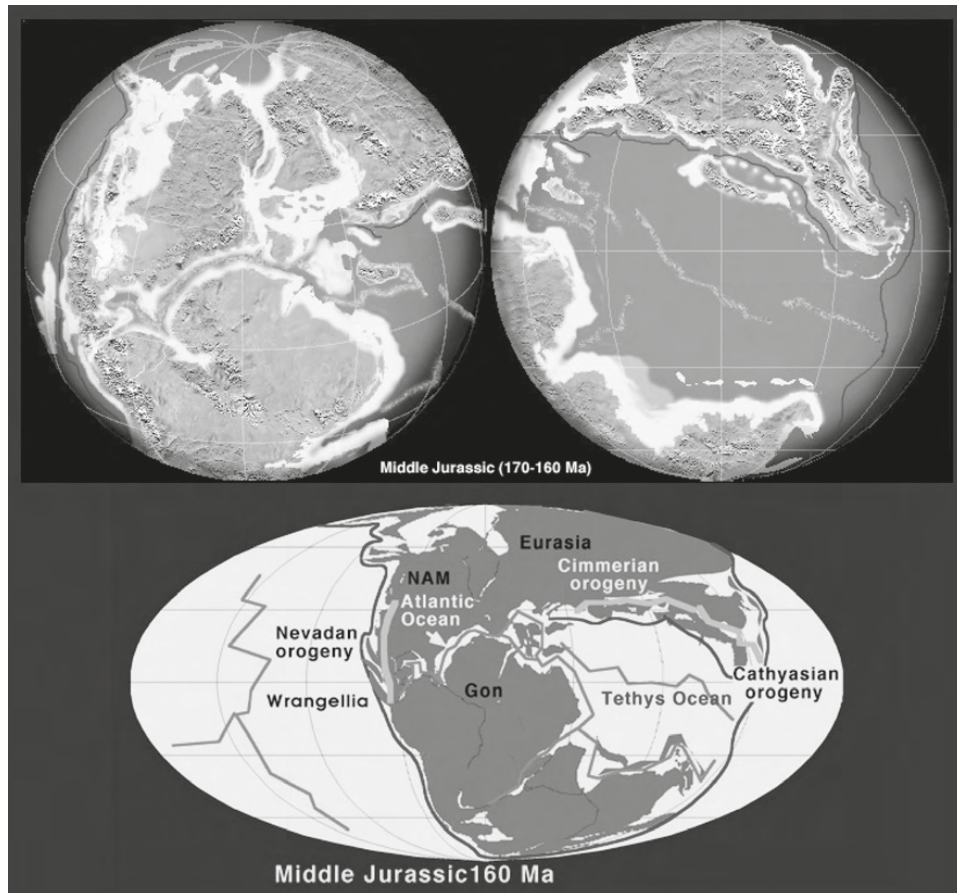 Middle Jurassic (170-160 Ma)
Eurasia
Cimmerian
orogeny
NAM
Atlantic
Ocean
Nevadan
orogeny
Wrangellia
Gon
Cathyasian
orogeny
Tethys Ocean
Middle Jurassic160 Ma